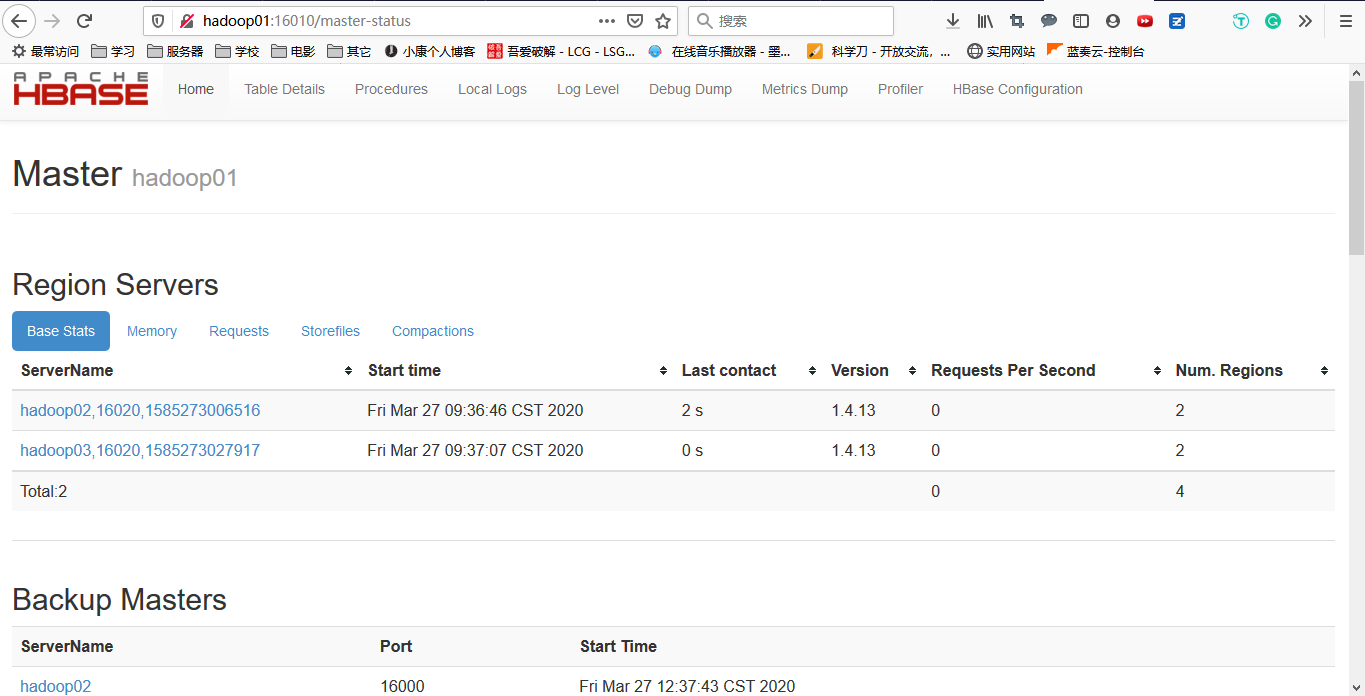 hadoop01:16010/master-status
搜索
最常访问 学习 服务器 学校 电影 其它 小康个人博客 吾爱破解 - LCG - LSG... 在线音乐播放器 - 墨... 科学刀 - 开放交流，... 实用网站 蓝奏云-控制台
APACHE
HBASE
Home Table Details Procedures Local Logs Log Level Debug Dump Metrics Dump Profiler HBase Configuration
Master hadoop01
Region Servers
Base Stats Memory Requests Storefiles Compactions
ServerName Start time Last contact Version Requests Per Second Num. Regions
hadoop02,16020,1585273006516 Fri Mar 27 09:36:46 CST 2020 2 s 1.4.13 0 2
hadoop03,16020,1585273027917 Fri Mar 27 09:37:07 CST 2020 0 s 1.4.13 0 2
Total:2 0 4
Backup Masters
ServerName Port Start Time
hadoop02 16000 Fri Mar 27 12:37:43 CST 2020